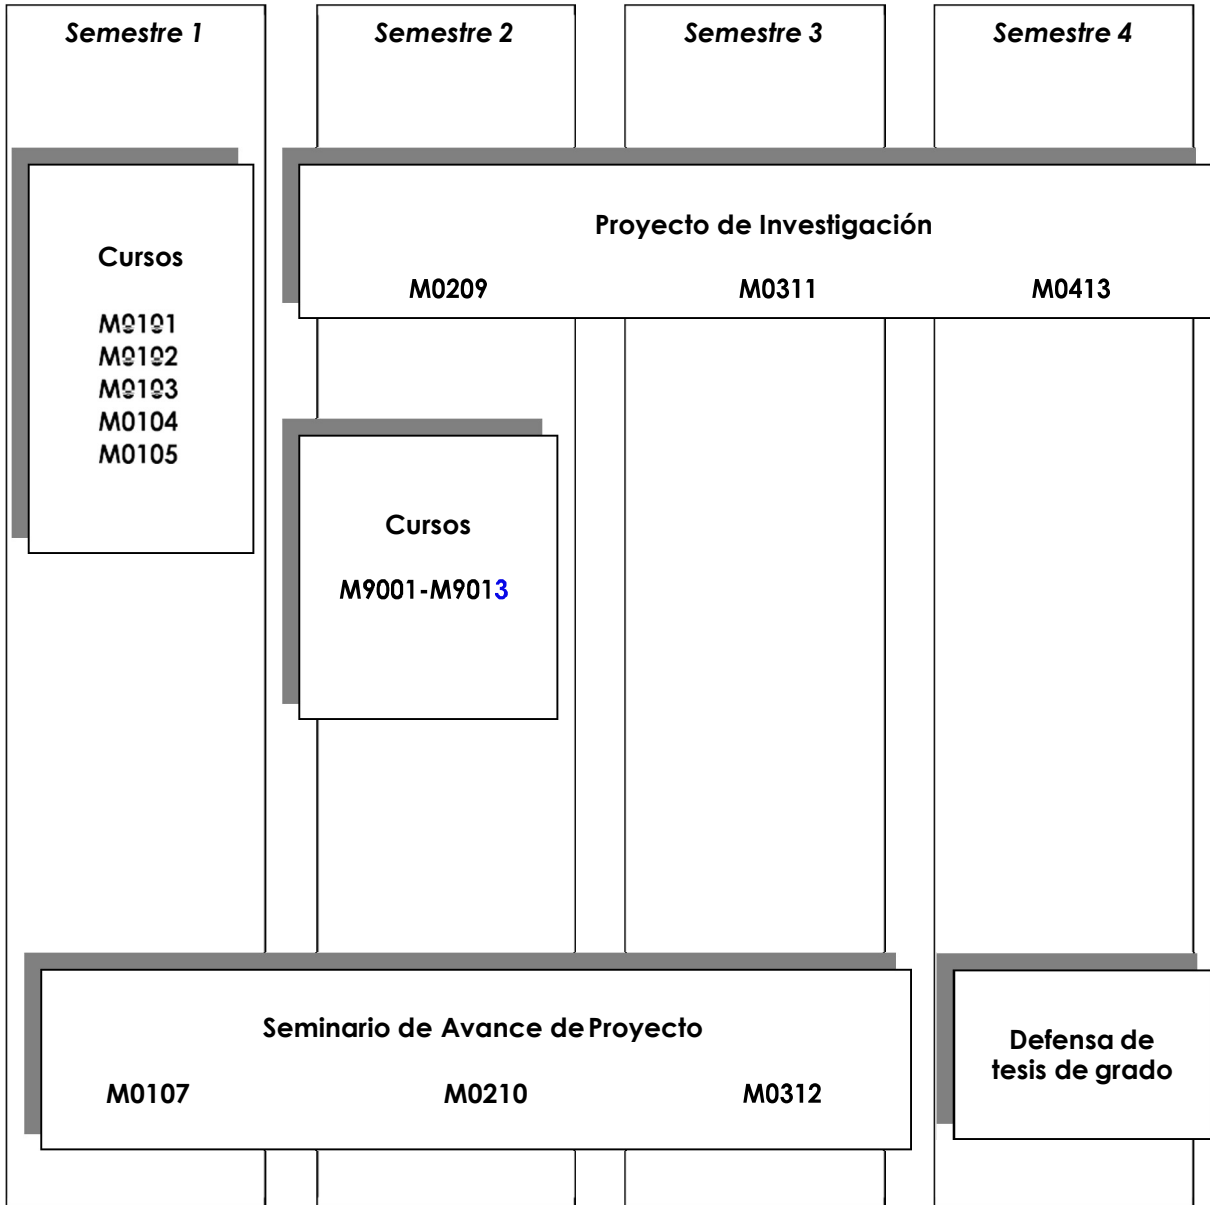 Semestre 1
Semestre 2
Semestre 3
Semestre 4
Cursos
M0101
M0102
M0103
M0104
M0105
Proyecto de Investigación
M0209
M0311
M0413
Cursos
M9001-M9013
Seminario de Avance de Proyecto
M0107
M0210
M0312
Defensa de
tesis de grado